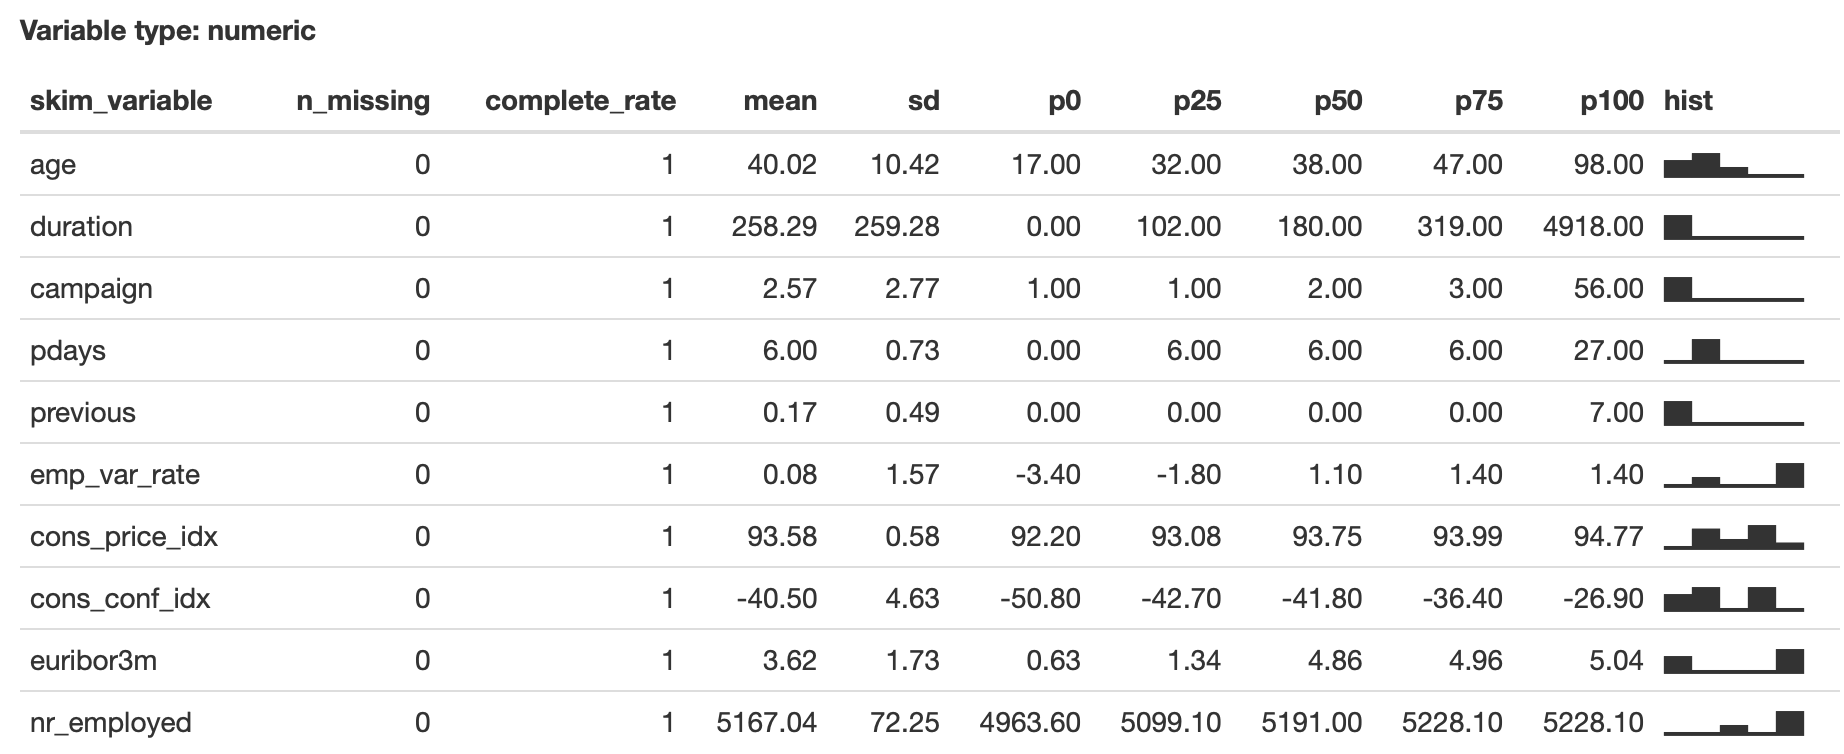 Variable type: numeric
skim_variable n_missing complete_rate mean sd p0 p25 p50 p75 p100 hist
age 0 1 40.02 10.42 17.00 32.00 38.00 47.00 98.00
duration 0 1 258.29 259.28 0.00 102.00 180.00 319.00 4918.00
campaign 0 1 2.57 2.77 1.00 1.00 2.00 3.00 56.00
pdays 0 1 6.00 0.73 0.00 6.00 6.00 6.00 27.00
previous 0 1 0.17 0.49 0.00 0.00 0.00 0.00 7.00
emp_var_rate 0 1 0.08 1.57 -3.40 -1.80 1.10 1.40 1.40
cons_price_idx 0 1 93.58 0.58 92.20 93.08 93.75 93.99 94.77
cons_conf_idx 0 1 -40.50 4.63 -50.80 -42.70 -41.80 -36.40 -26.90
euribor3m 0 1 3.62 1.73 0.63 1.34 4.86 4.96 5.04
nr_employed 0 1 5167.04 72.25 4963.60 5099.10 5191.00 5228.10 5228.10